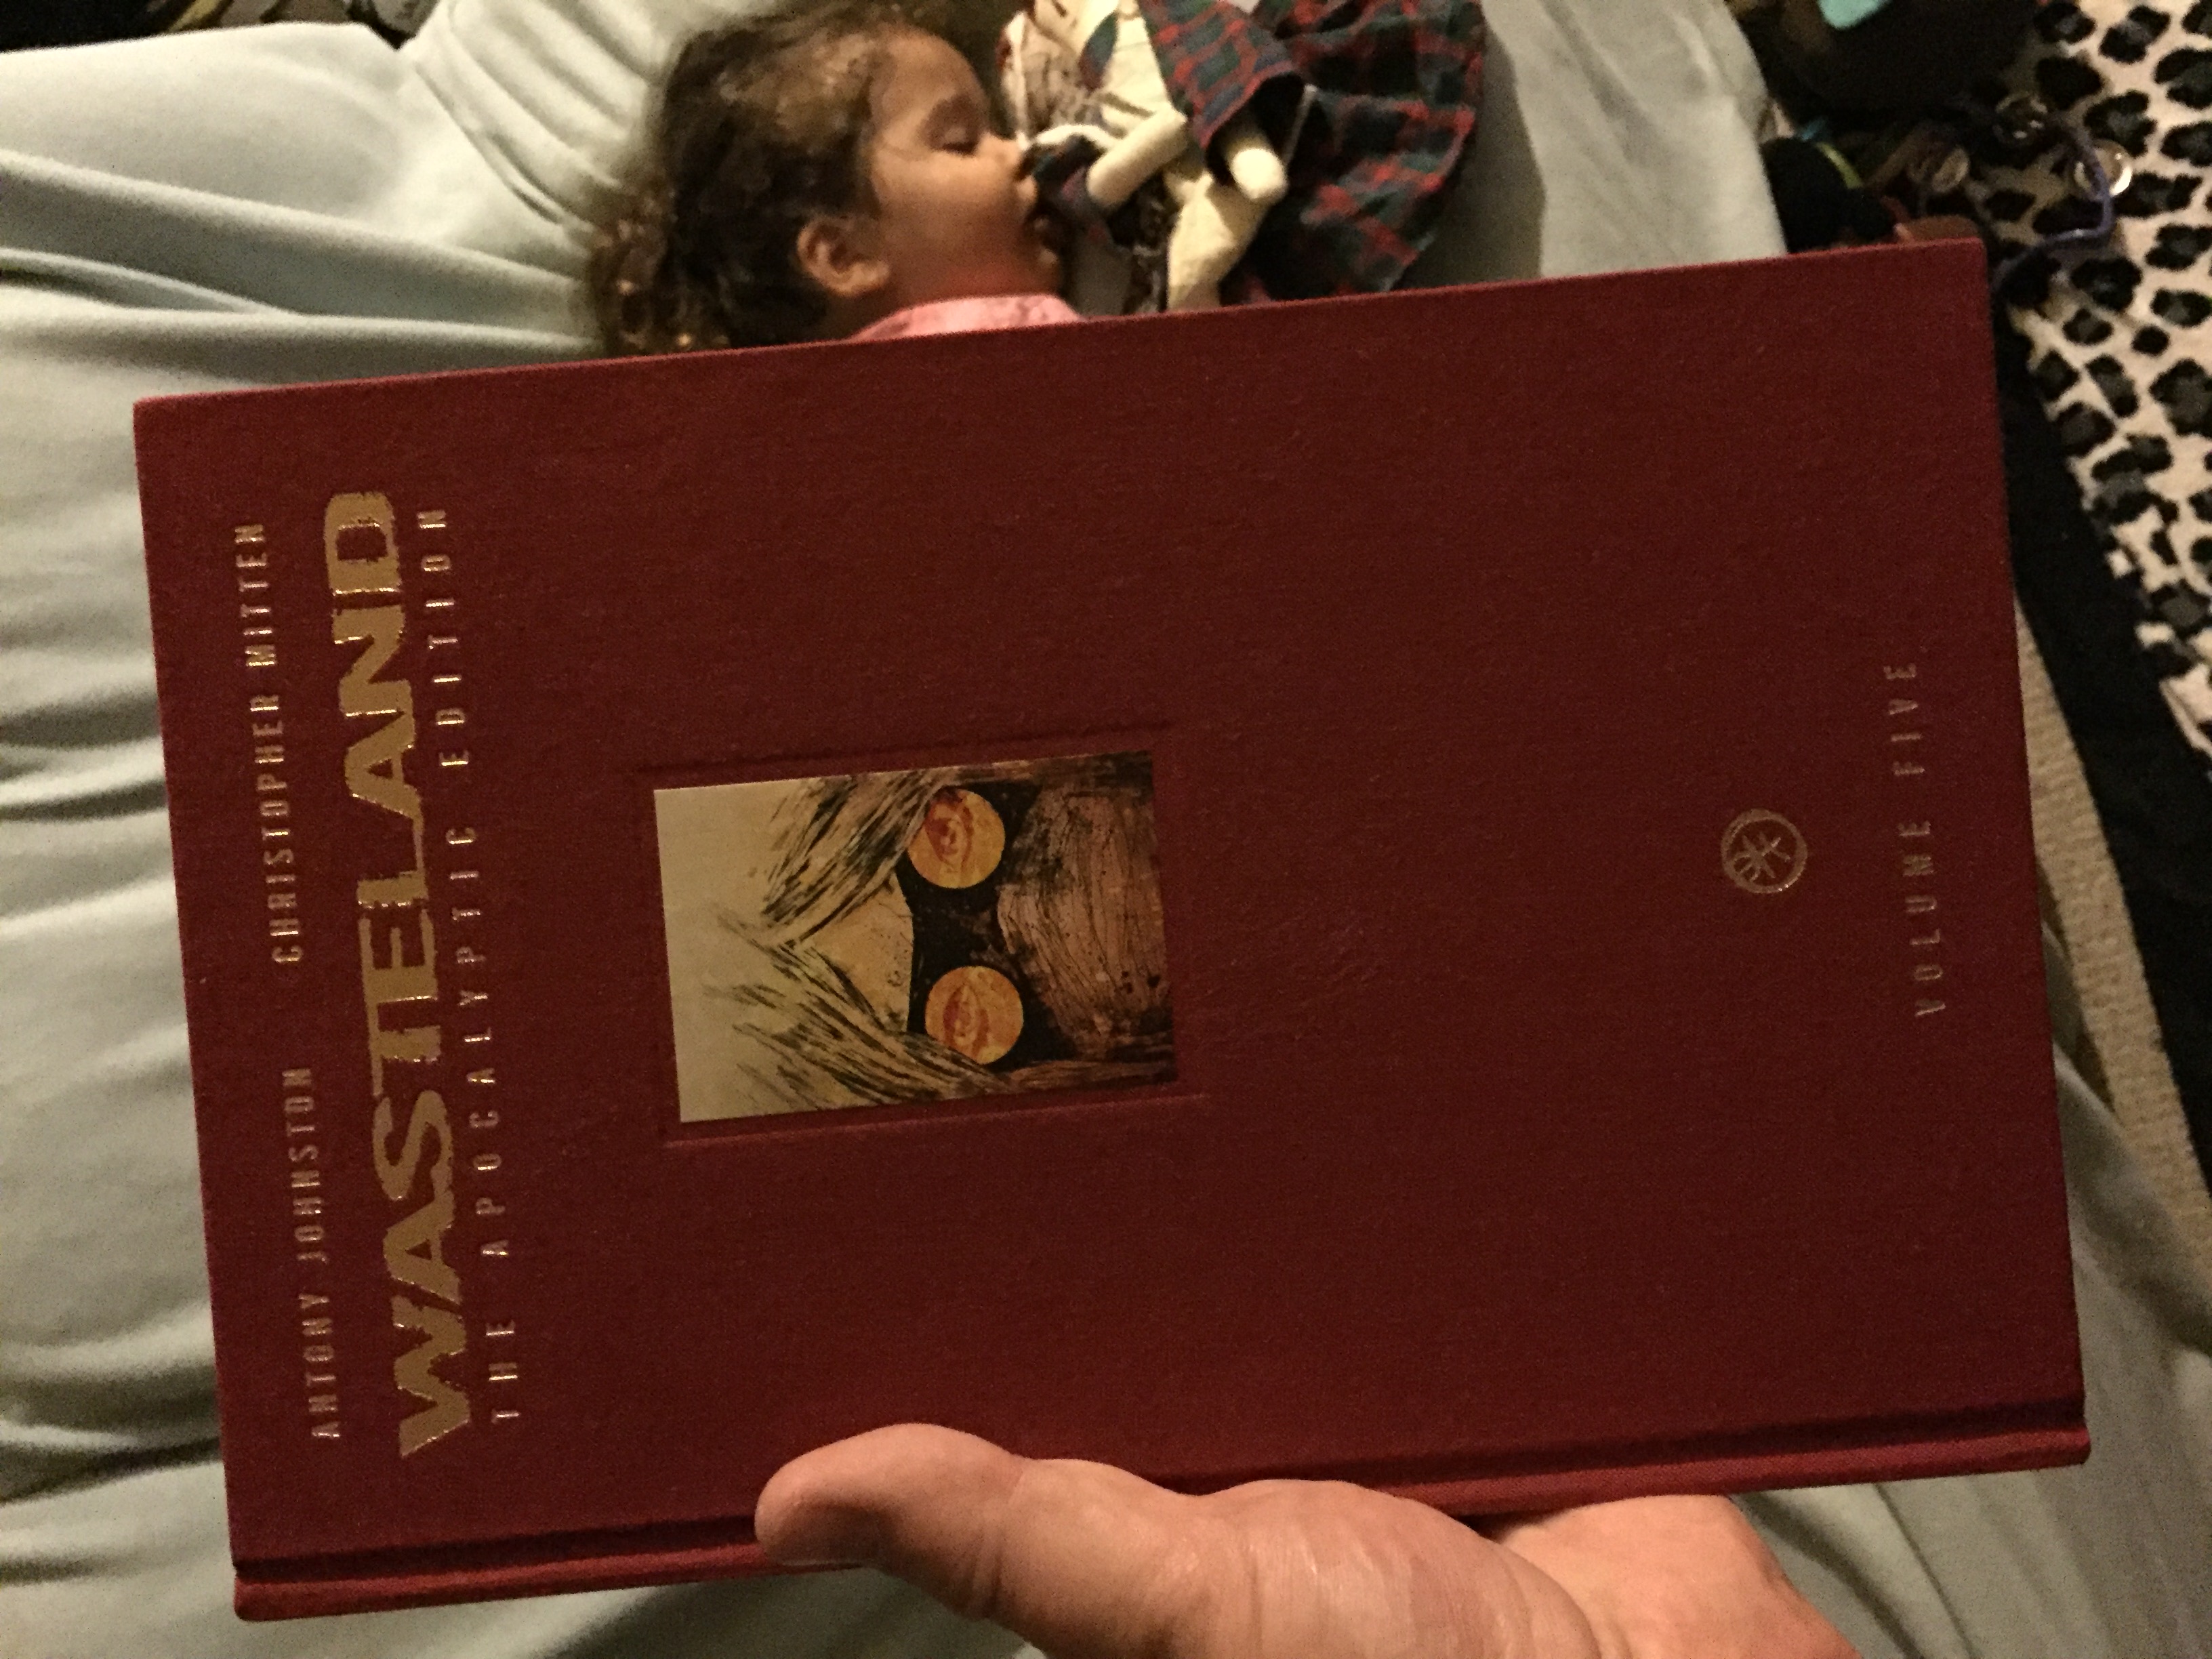 ANTONY JOHNSTON CHRISTOPHER MITTEN
WASTELAND
THE APOCALYPTIC EDITION
VOLUME FIVE